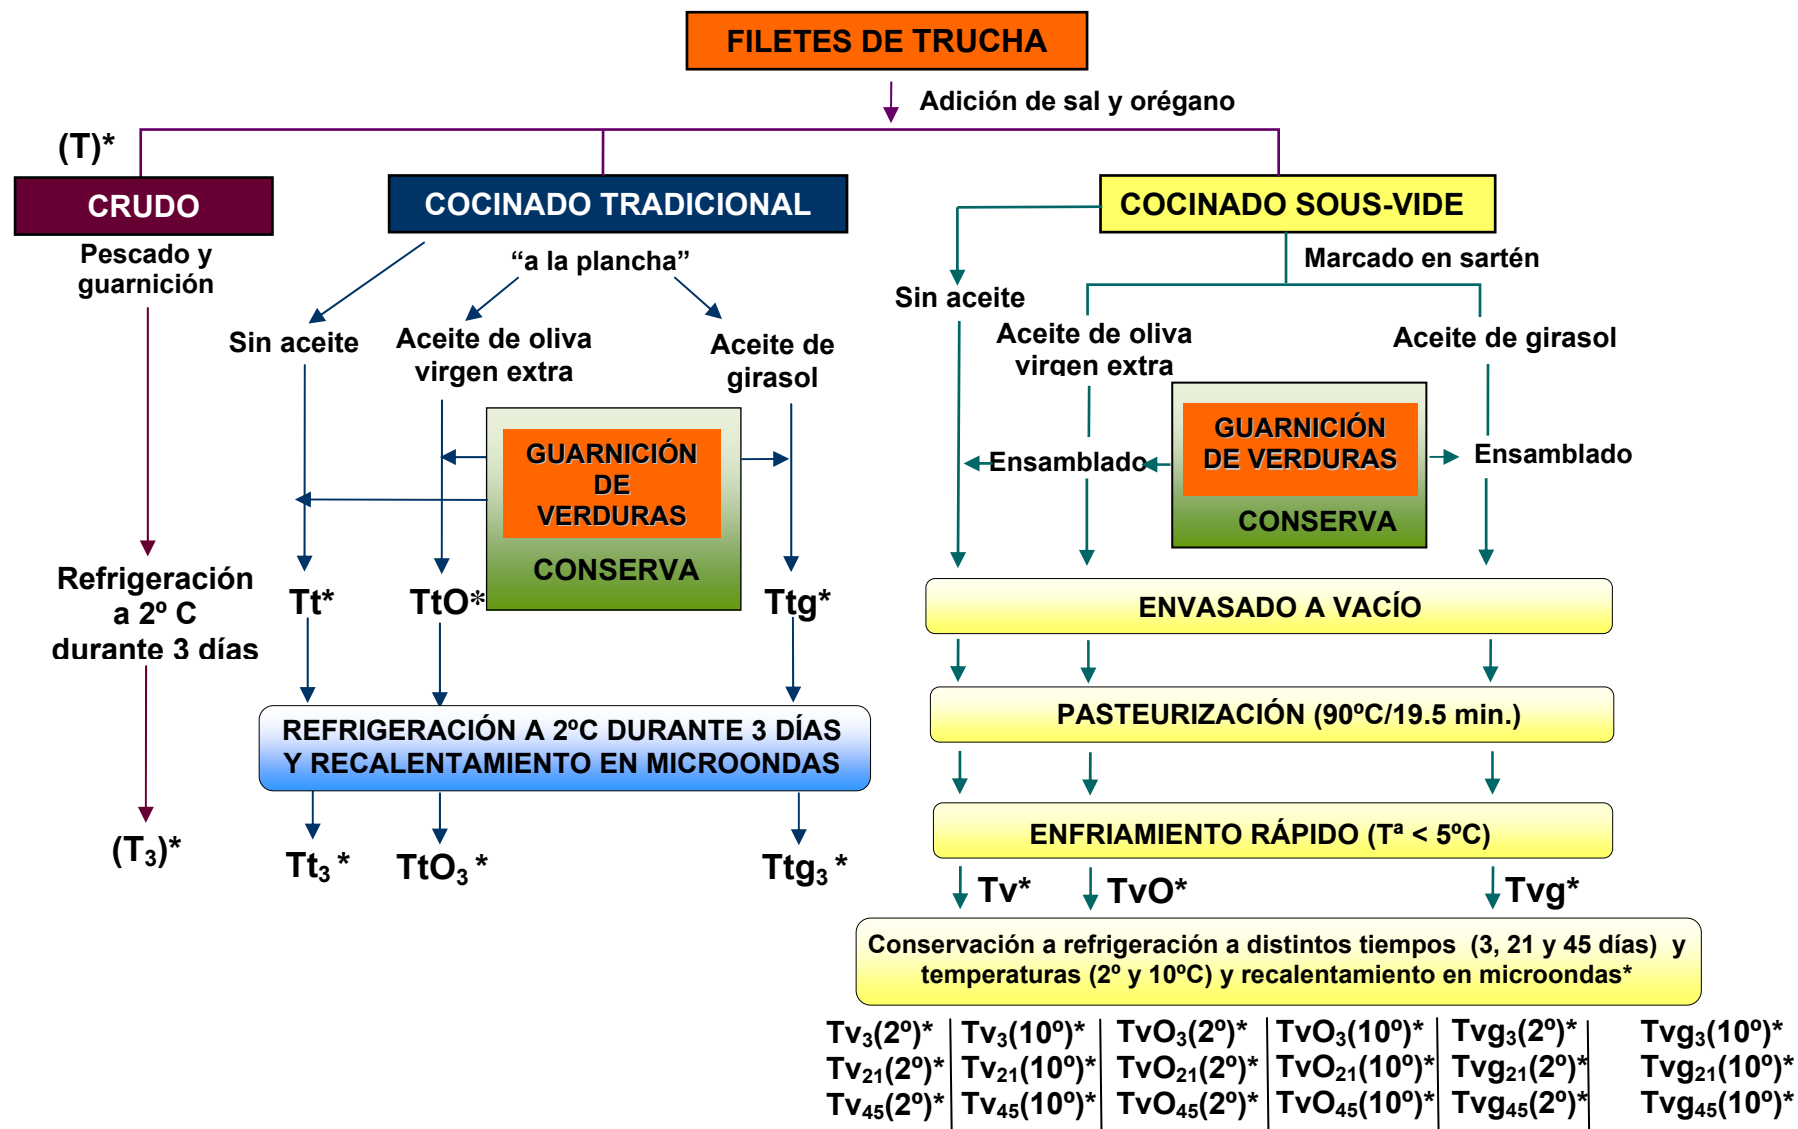 FILETES DE TRUCHA
Adición de sal y orégano
(T)*
CRUDO
Pescado y
guarnición
Refrigeración
a 2º C
durante 3 días
(T₃)*
COCINADO TRADICIONAL
“a la plancha”
Sin aceite
Aceite de oliva
virgen extra
Aceite de
girasol
GUARNICIÓN
DE
VERDURAS
CONSERVA
Tt*
TtO*
Ttg*
REFRIGERACIÓN A 2ºC DURANTE 3 DÍAS
Y RECALENTAMIENTO EN MICROONDAS
Tt₃ *
TtO₃ *
Ttg₃ *
COCINADO SOUS-VIDE
Marcado en sartén
Sin aceite
Aceite de oliva
virgen extra
Aceite de girasol
GUARNICIÓN
DE VERDURAS
CONSERVA
Ensamblado
Ensamblado
ENVASADO A VACÍO
PASTEURIZACIÓN (90ºC/19.5 min.)
ENFRIAMIENTO RÁPIDO (Tª < 5ºC)
Tv*
TvO*
Tvg*
Conservación a refrigeración a distintos tiempos (3, 21 y 45 días) y
temperaturas (2º y 10ºC) y recalentamiento en microondas*
Tv₃(2º)* Tv₃(10º)* TvO₃(2º)* TvO₃(10º)* Tvg₃(2º)* Tvg₃(10º)*
Tv₂₁(2º)* Tv₂₁(10º)* TvO₂₁(2º)* TvO₂₁(10º)* Tvg₂₁(2º)* Tvg₂₁(10º)*
Tv₄₅(2º)* Tv₄₅(10º)* TvO₄₅(2º)* TvO₄₅(10º)* Tvg₄₅(2º)* Tvg₄₅(10º)*